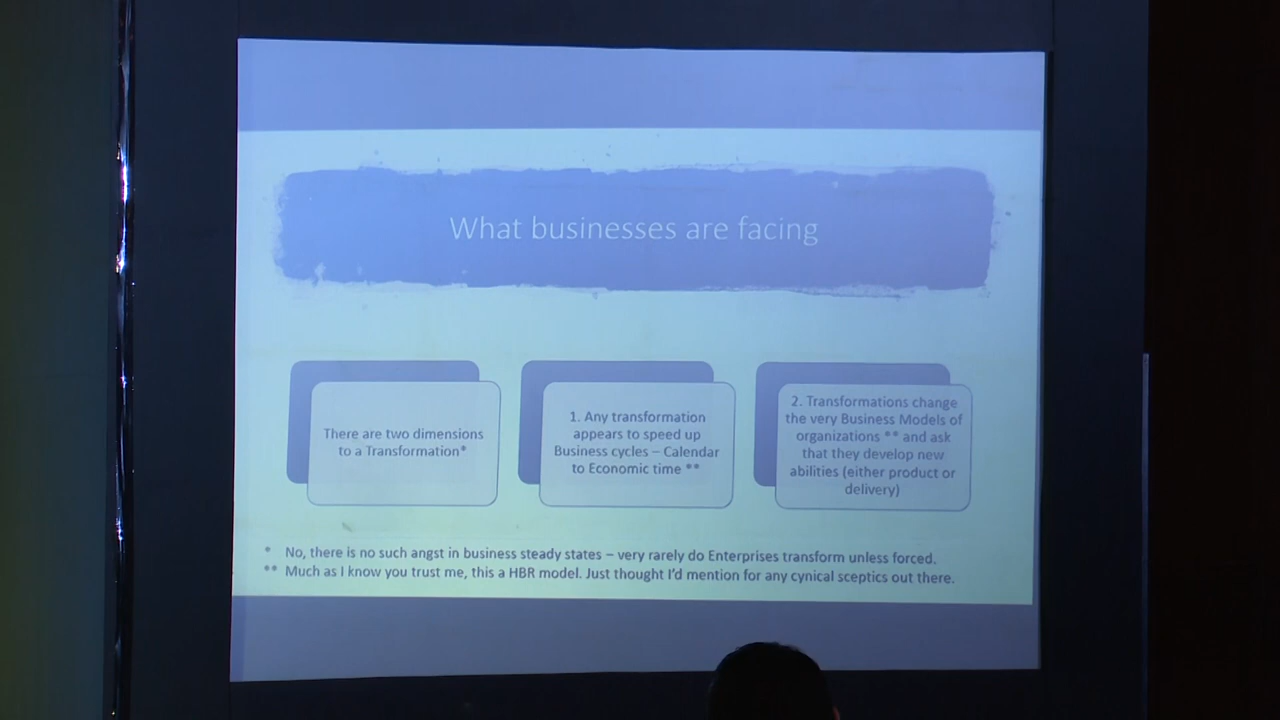 What businesses are facing
There are two dimensions
to a Transformation*
1. Any transformation
appears to speed up
Business cycles – Calendar
to Economic time **
2. Transformations change
the very Business Models of
organizations ** and ask
that they develop new
abilities (either product or
delivery)
* No, there is no such angst in business steady states – very rarely do Enterprises transform unless forced.
** Much as I know you trust me, this a HBR model. Just thought I'd mention for any cynical sceptics out there.